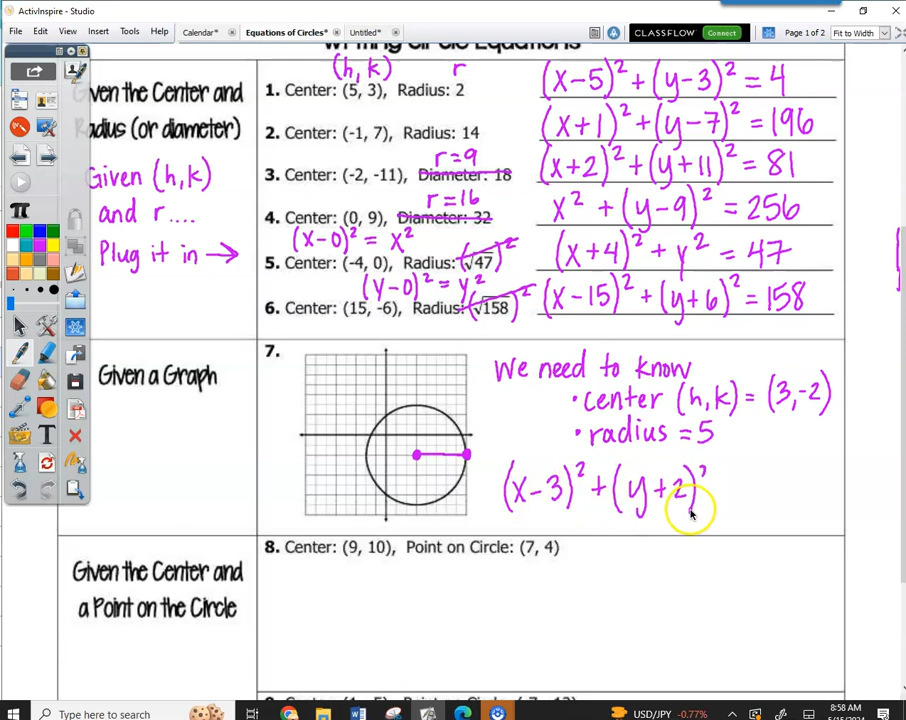 ActivInspire - Studio
File Edit View Insert Tools Help
Calendar* Equations of Circles* Untitled* CLASSFLOW Connect Page 1 of 2 Fit to Width
Writing Circle Equations
Given the Center and
Radius (or diameter)
Given (h,k)
and r....
Plug it in →
(h, k) r
1. Center: (5, 3), Radius: 2 (x-5)² + (y-3)² = 4
2. Center: (-1, 7), Radius: 14 (x+1)² + (y-7)² = 196
r = 9
3. Center: (-2, -11), Diameter: 18 (x+2)² + (y+11)² = 81
r = 16
4. Center: (0, 9), Diameter: 32 x² + (y-9)² = 256
(x-0)² = x²
5. Center: (-4, 0), Radius: (√47)² (x+4)² + y² = 47
(y-0)² = y²
6. Center: (15, -6), Radius: (√158)² (x-15)² + (y+6)² = 158
Given a Graph
7.
We need to know
• center (h,k) = (3,-2)
• radius = 5
(x-3)² + (y+2)²
Given the Center and
a Point on the Circle
8. Center: (9, 10), Point on Circle: (7, 4)
Type here to search
USD/JPY -0.77%
8:58 AM